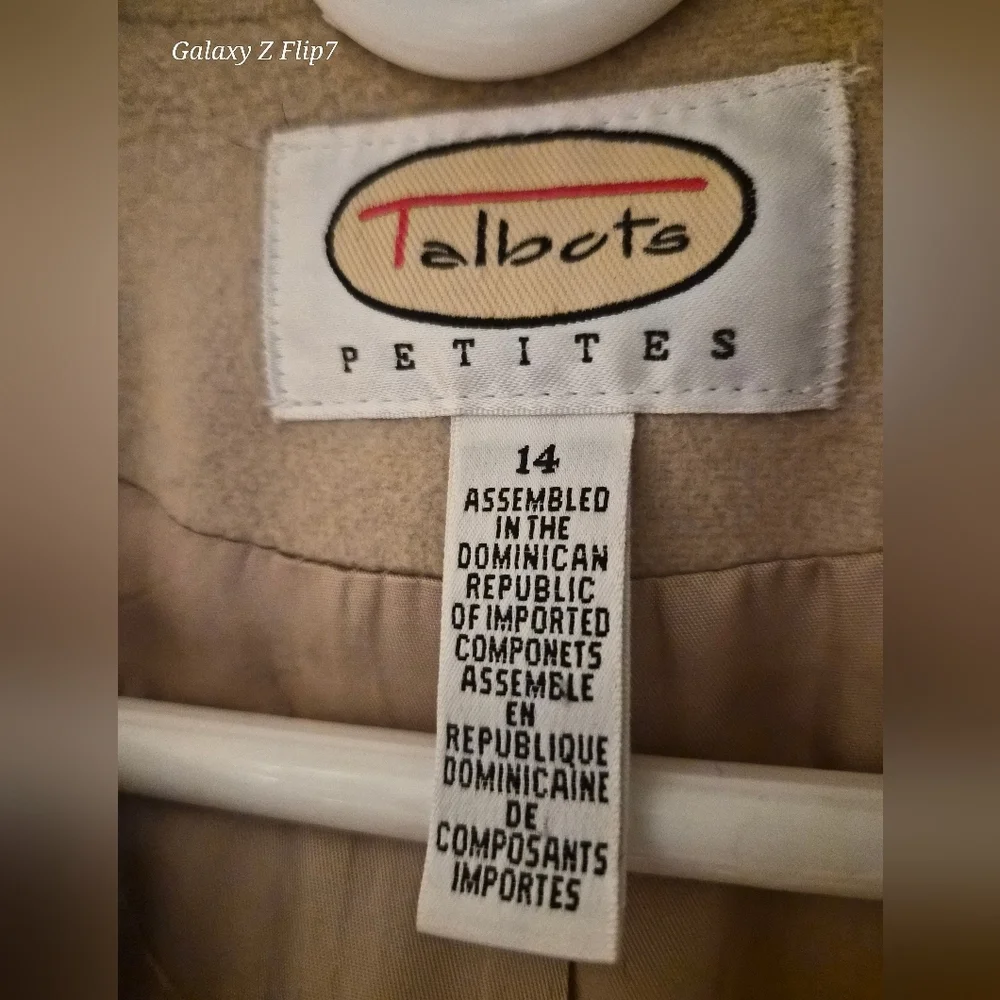 Galaxy Z Flip7
Talbots
PETITES
14
ASSEMBLED
IN THE
DOMINICAN
REPUBLIC
OF IMPORTED
COMPONETS
ASSEMBLE
EN
REPUBLIQUE
DOMINICAINE
DE
COMPOSANTS
IMPORTES